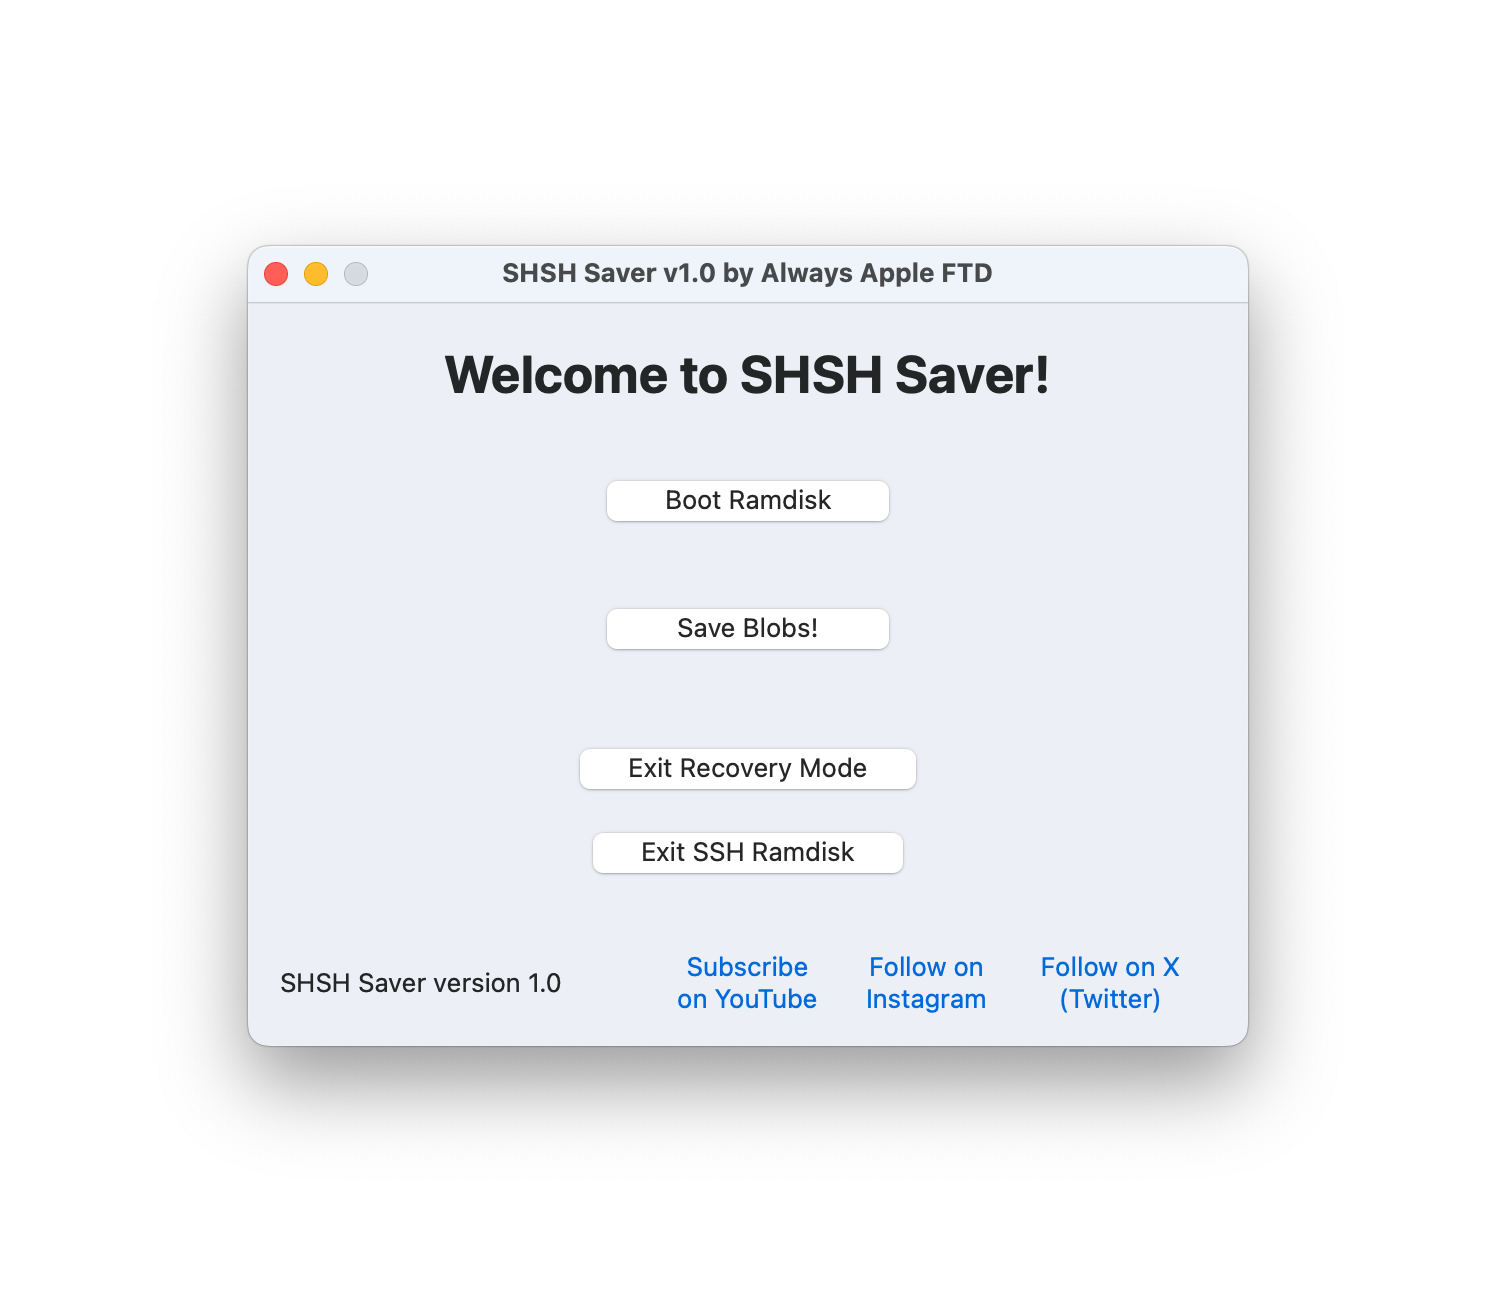 SHSH Saver v1.0 by Always Apple FTD
Welcome to SHSH Saver!
Boot Ramdisk
Save Blobs!
Exit Recovery Mode
Exit SSH Ramdisk
SHSH Saver version 1.0
Subscribe
on YouTube
Follow on
Instagram
Follow on X
(Twitter)